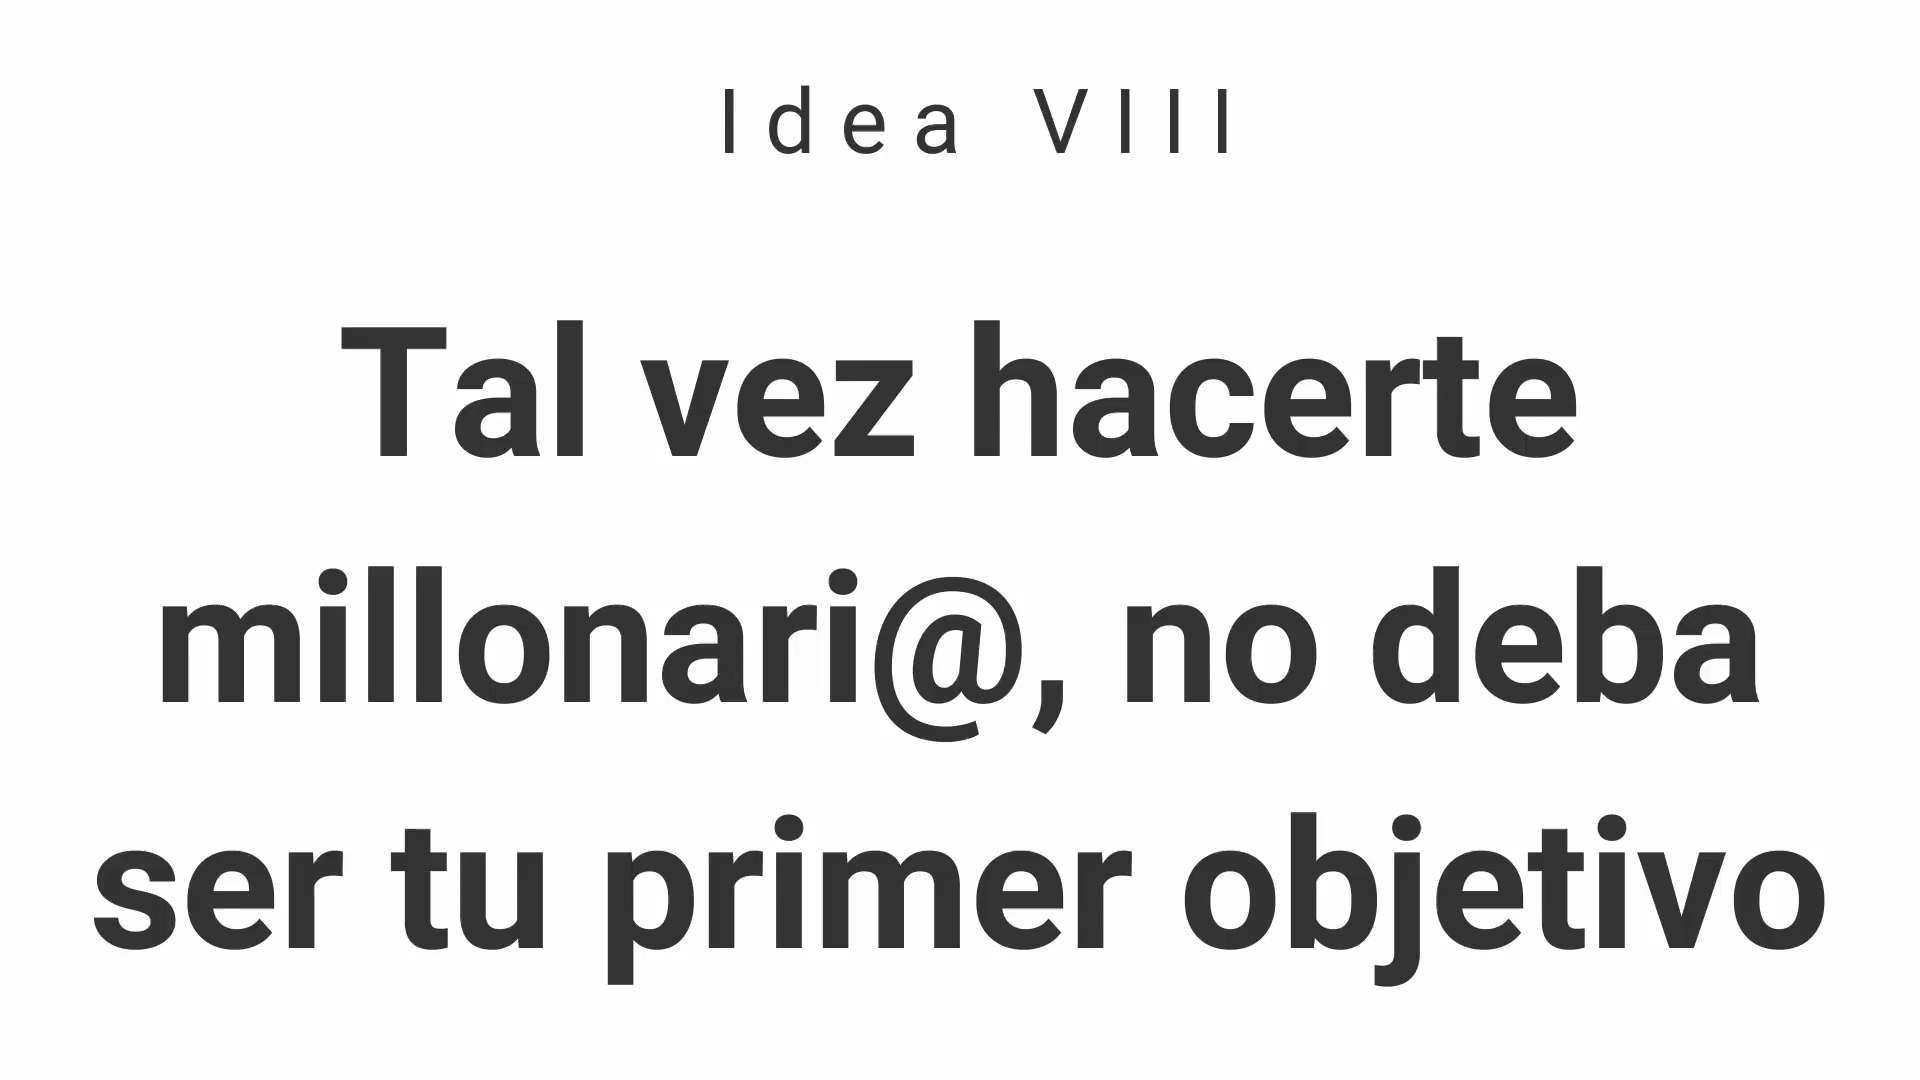 Idea VIII
Tal vez hacerte
millonari@, no deba
ser tu primer objetivo